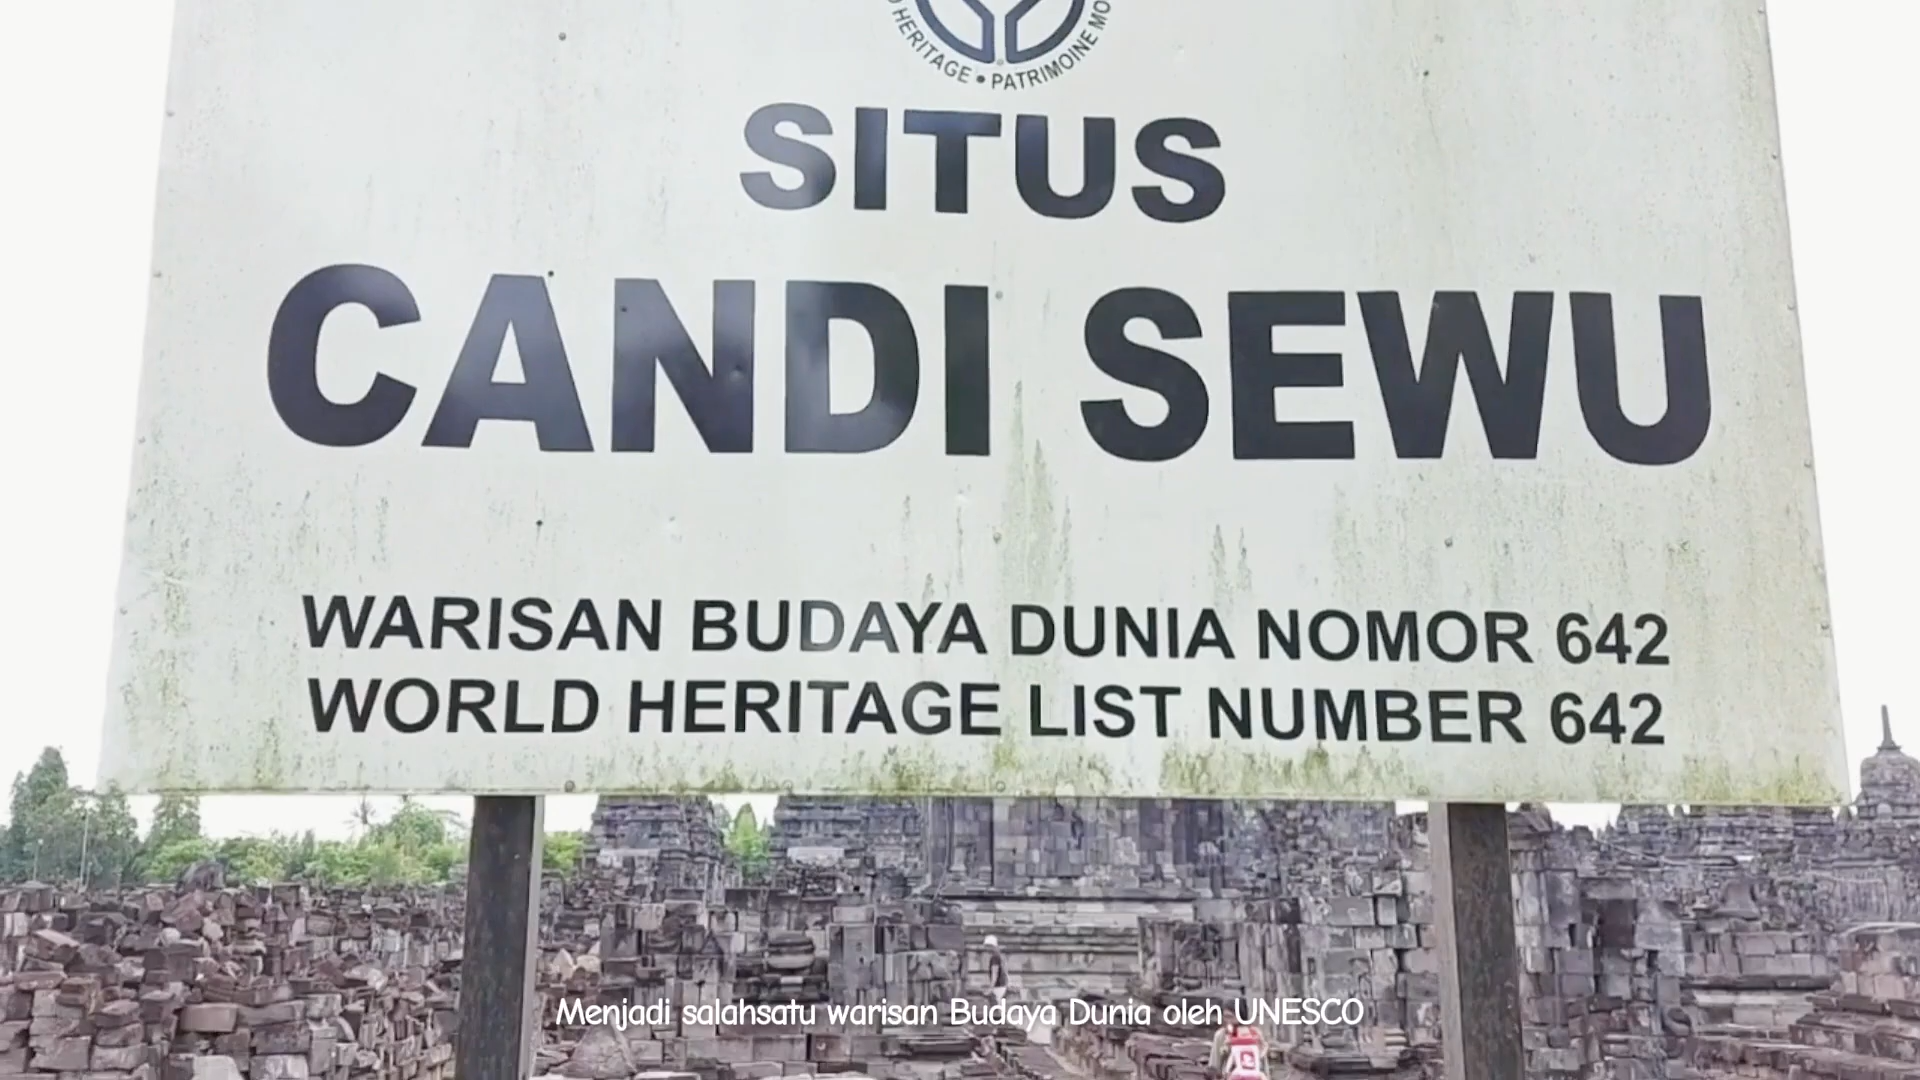 HERITAGE • PATRIMOINE MO
SITUS
CANDI SEWU
WARISAN BUDAYA DUNIA NOMOR 642
WORLD HERITAGE LIST NUMBER 642
Menjadi salahsatu warisan Budaya Dunia oleh UNESCO